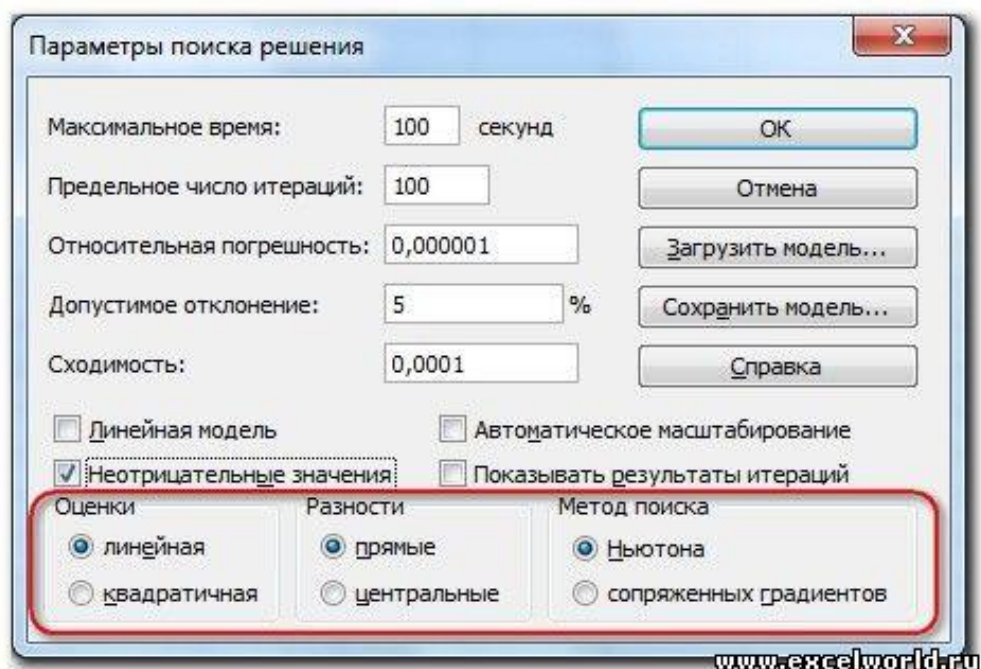 Параметры поиска решения
Максимальное время: 100 секунд OK
Предельное число итераций: 100 Отмена
Относительная погрешность: 0,000001 Загрузить модель...
Допустимое отклонение: 5 % Сохранить модель...
Сходимость: 0,0001 Справка
Линейная модель Автоматическое масштабирование
Неотрицательные значения Показывать результаты итераций
Оценки Разности Метод поиска
линейная прямые Ньютона
квадратичная центральные сопряженных градиентов
www.excelworld.ru